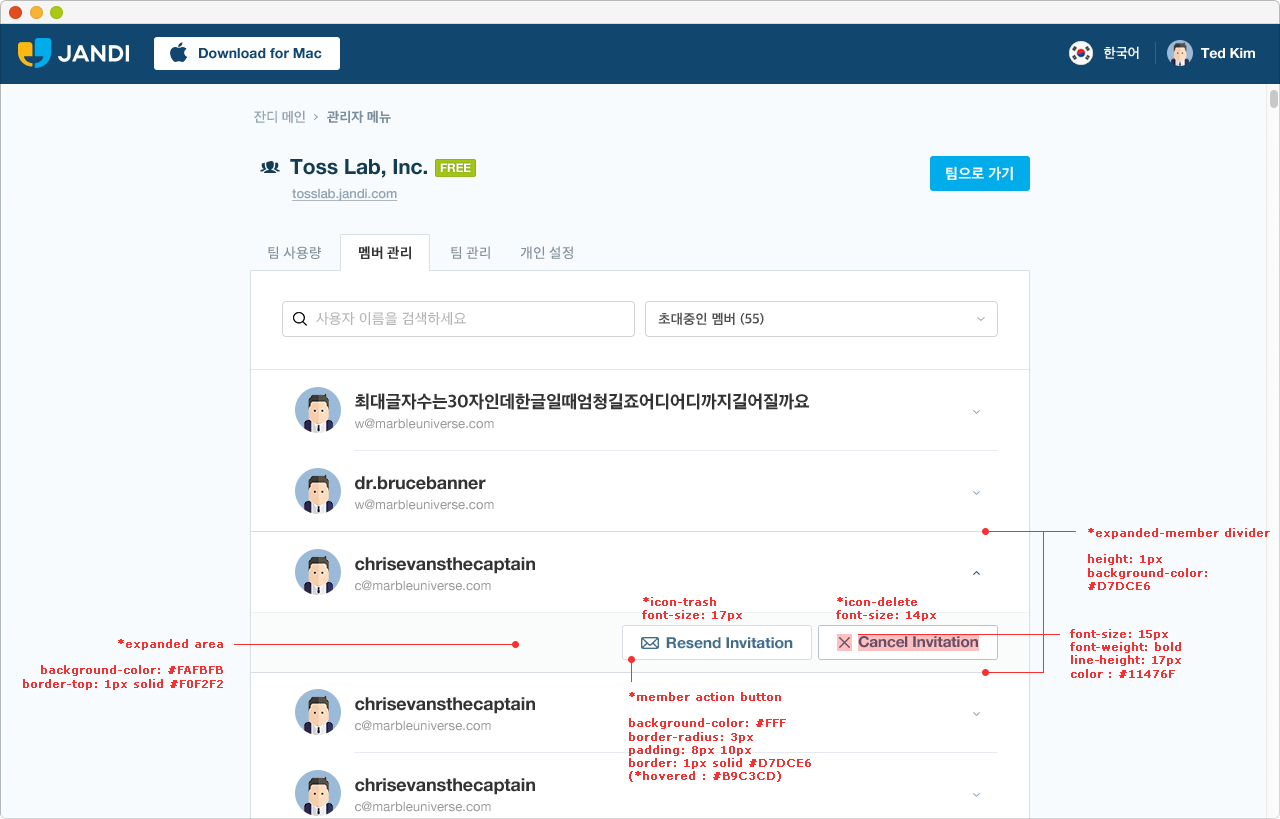 JANDI
Download for Mac
한국어
Ted Kim
잔디 메인 › 관리자 메뉴
Toss Lab, Inc. FREE
tosslab.jandi.com
팀으로 가기
팀 사용량
멤버 관리
팀 관리
개인 설정
사용자 이름을 검색하세요
초대중인 멤버 (55)
최대글자수는30자인데한글일때엄청길죠어디어디까지길어질까요
w@marbleuniverse.com
dr.brucebanner
w@marbleuniverse.com
*expanded-member divider
height: 1px
background-color:
#D7DCE6
chrisevansthecaptain
c@marbleuniverse.com
*icon-trash
font-size: 17px
*icon-delete
font-size: 14px
*expanded area
background-color: #FAFBFB
border-top: 1px solid #F0F2F2
Resend Invitation
Cancel Invitation
font-size: 15px
font-weight: bold
line-height: 17px
color : #11476F
*member action button
background-color: #FFF
border-radius: 3px
padding: 8px 10px
border: 1px solid #D7DCE6
(*hovered : #B9C3CD)
chrisevansthecaptain
c@marbleuniverse.com
chrisevansthecaptain
c@marbleuniverse.com